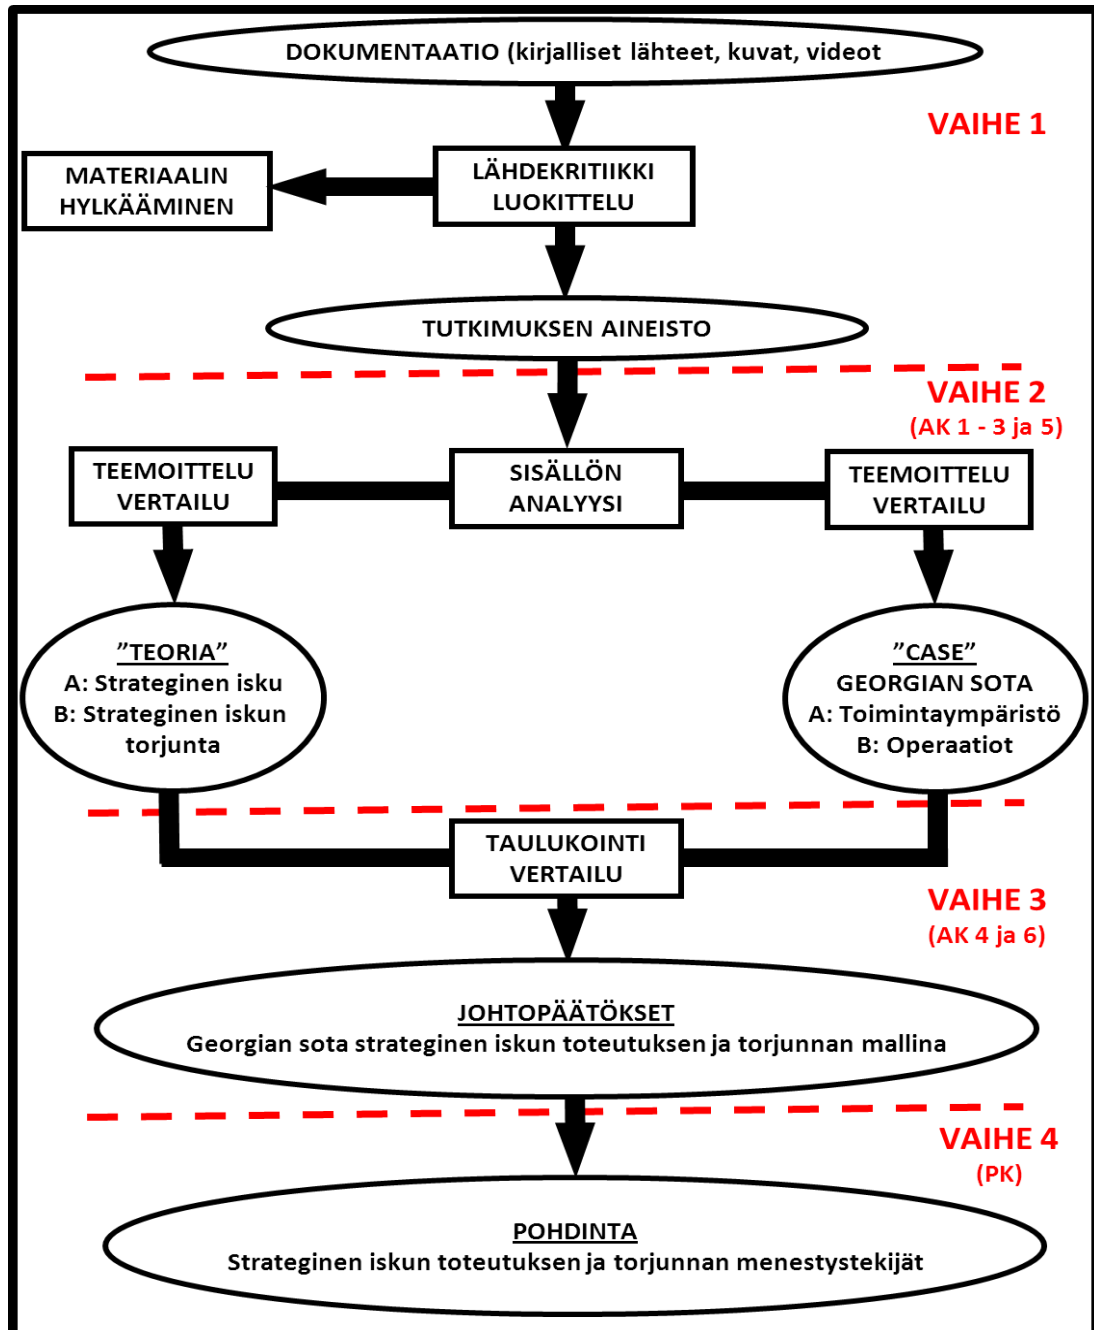 DOKUMENTAATIO (kirjalliset lähteet, kuvat, videot
VAIHE 1
MATERIAALIN
HYLKÄÄMINEN
LÄHDEKRITIIKKI
LUOKITTELU
TUTKIMUKSEN AINEISTO
VAIHE 2
(AK 1 - 3 ja 5)
TEEMOITTELU
VERTAILU
SISÄLLÖN
ANALYYSI
TEEMOITTELU
VERTAILU
”TEORIA”
A: Strateginen isku
B: Strateginen iskun
torjunta
”CASE”
GEORGIAN SOTA
A: Toimintaympäristö
B: Operaatiot
TAULUKOINTI
VERTAILU
VAIHE 3
(AK 4 ja 6)
JOHTOPÄÄTÖKSET
Georgian sota strateginen iskun toteutuksen ja torjunnan mallina
VAIHE 4
(PK)
POHDINTA
Strateginen iskun toteutuksen ja torjunnan menestystekijät